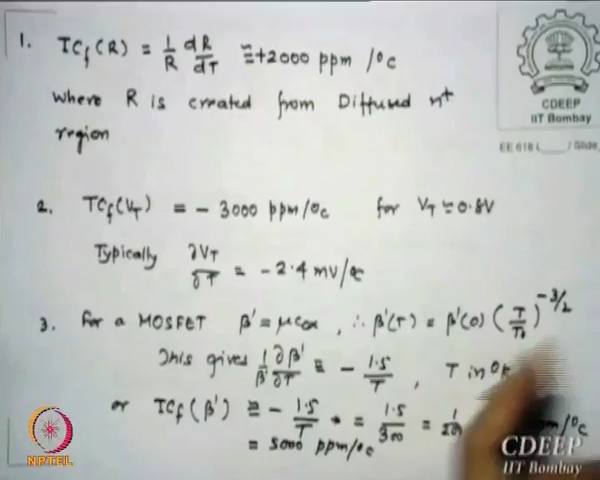 1. TCf(R) = 1/R dR/dT ≅ +2000 ppm /°C
where R is created from Diffused n+
region
CDEEP
IIT Bombay
EE 618 L____ / Slide
2. TCf(VT) = - 3000 ppm/°C for VT ≃ 0.8V
Typically ∂VT/∂T = -2.4 mV/°C
3. For a MOSFET β' = μCox , ∴ β'(T) = β'(0) (T/T0)^-3/2
This gives 1/β' ∂β'/∂T ≅ - 1.5/T , T in °K
or TCf(β') ≅ - 1.5/T = 1.5/300 = 1/200 ppm/°C
= 5000 ppm/°C
NPTEL
CDEEP
IIT Bombay